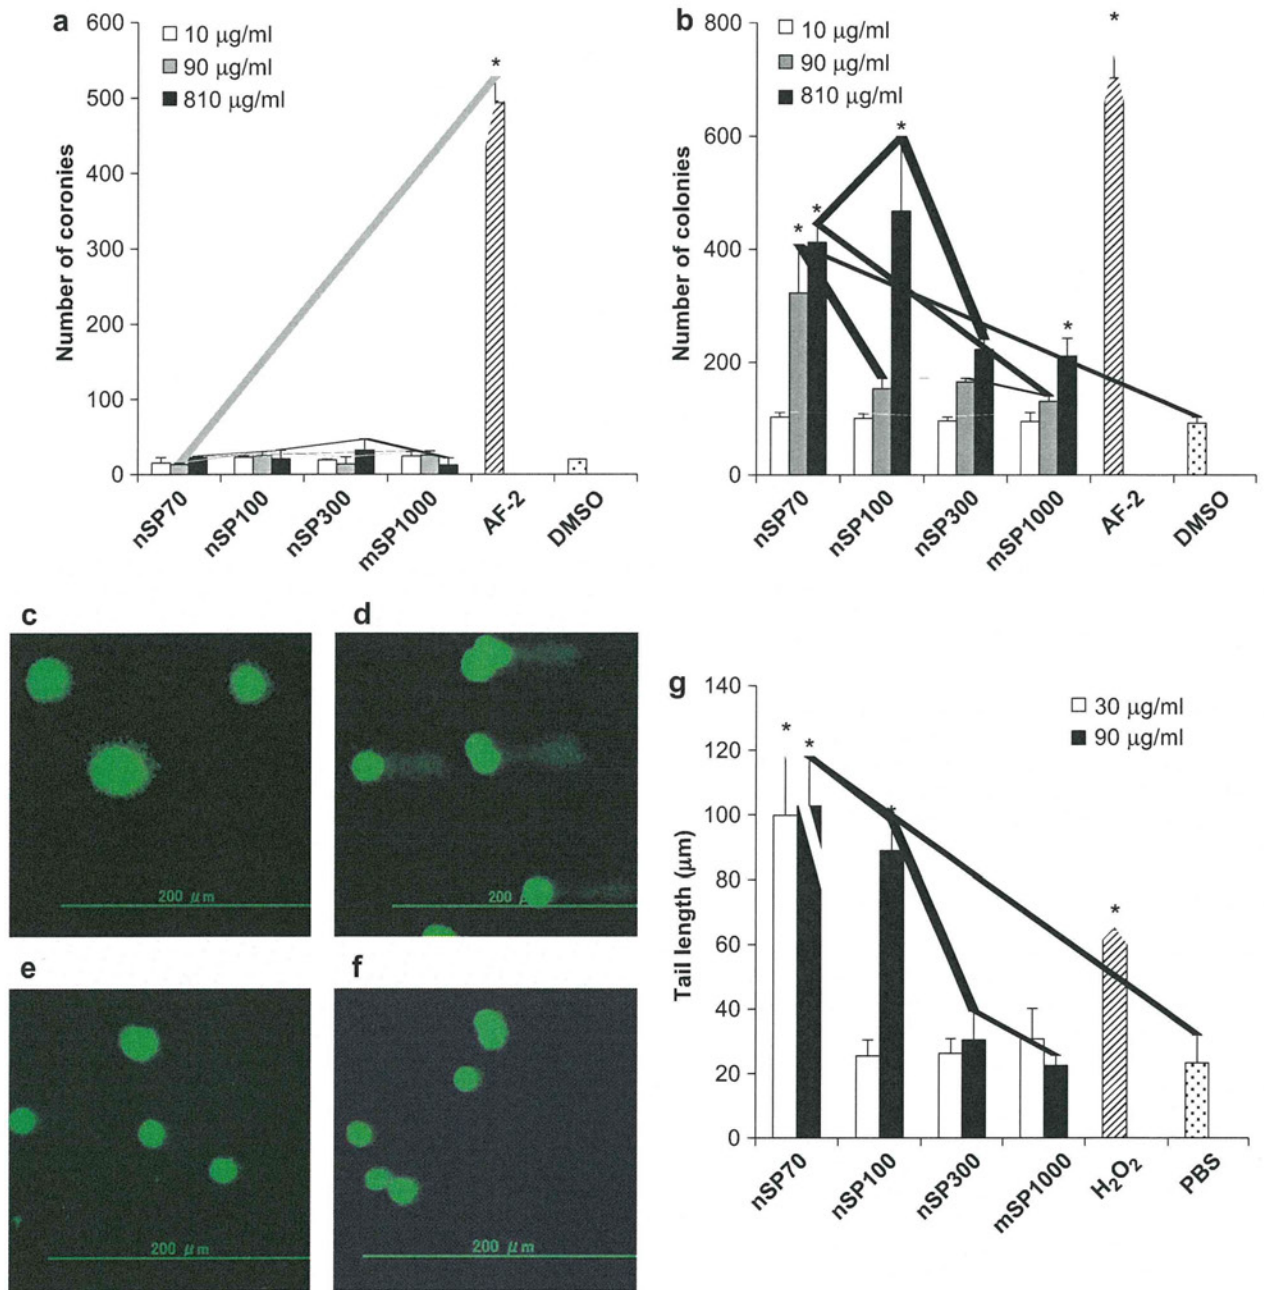 a
600
500
400
300
200
100
0
Number of coronies
10 µg/ml
90 µg/ml
810 µg/ml
*
nSP70
nSP100
nSP300
mSP1000
AF-2
DMSO
b
800
600
400
200
0
Number of colonies
10 µg/ml
90 µg/ml
810 µg/ml
*
*
*
*
*
nSP70
nSP100
nSP300
mSP1000
AF-2
DMSO
c
200 µm
d
200 µm
e
200 µm
f
200 µm
g
140
120
100
80
60
40
20
0
Tail length (µm)
30 µg/ml
90 µg/ml
*
*
*
nSP70
nSP100
nSP300
mSP1000
H₂O₂
PBS